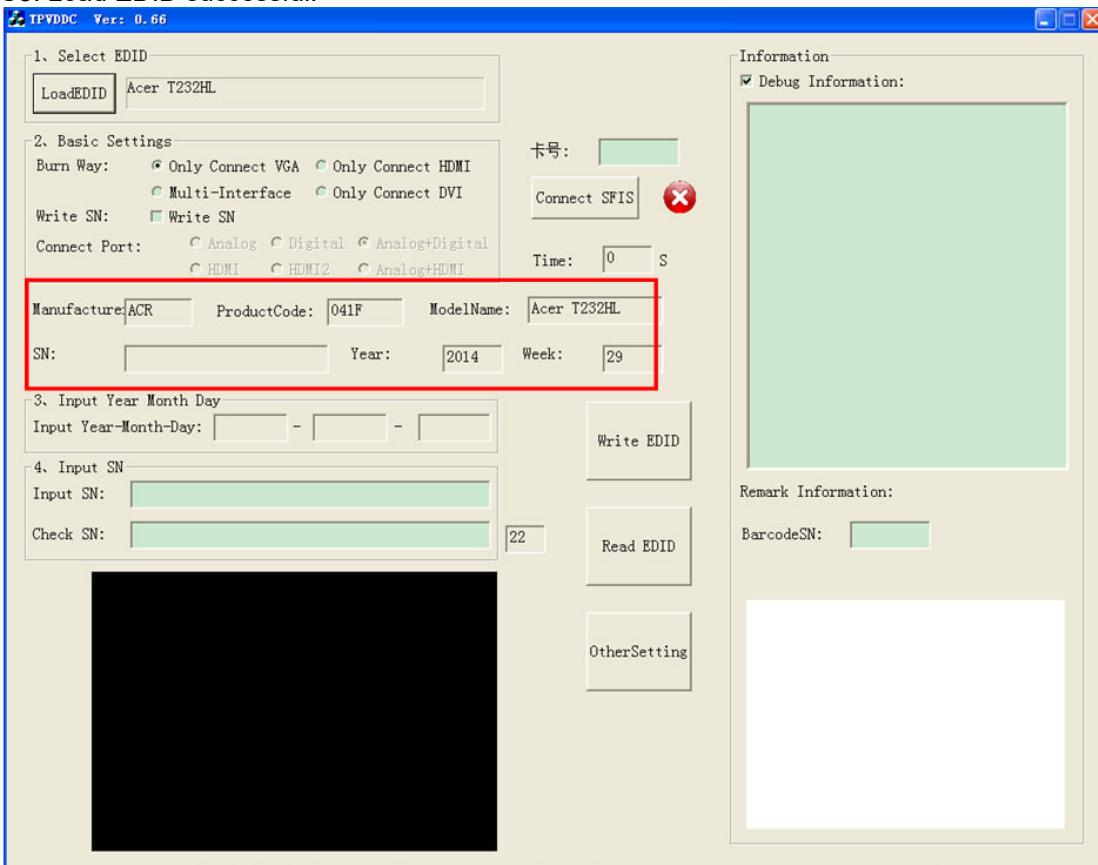 TPVDDC Ver: 0.66
1、Select EDID
LoadEDID Acer T232HL
2、Basic Settings
Burn Way: Only Connect VGA Only Connect HDMI
Multi-Interface Only Connect DVI
Write SN: Write SN
Connect Port: Analog Digital Analog+Digital
HDMI HDMI2 Analog+HDMI
卡号:
Connect SFIS
Time: 0 S
Manufacture: ACR ProductCode: 041F ModelName: Acer T232HL
SN: Year: 2014 Week: 29
3、Input Year Month Day
Input Year-Month-Day: - -
4、Input SN
Input SN:
Check SN: 22
Write EDID
Read EDID
OtherSetting
Information
Debug Information:
Remark Information:
BarcodeSN: